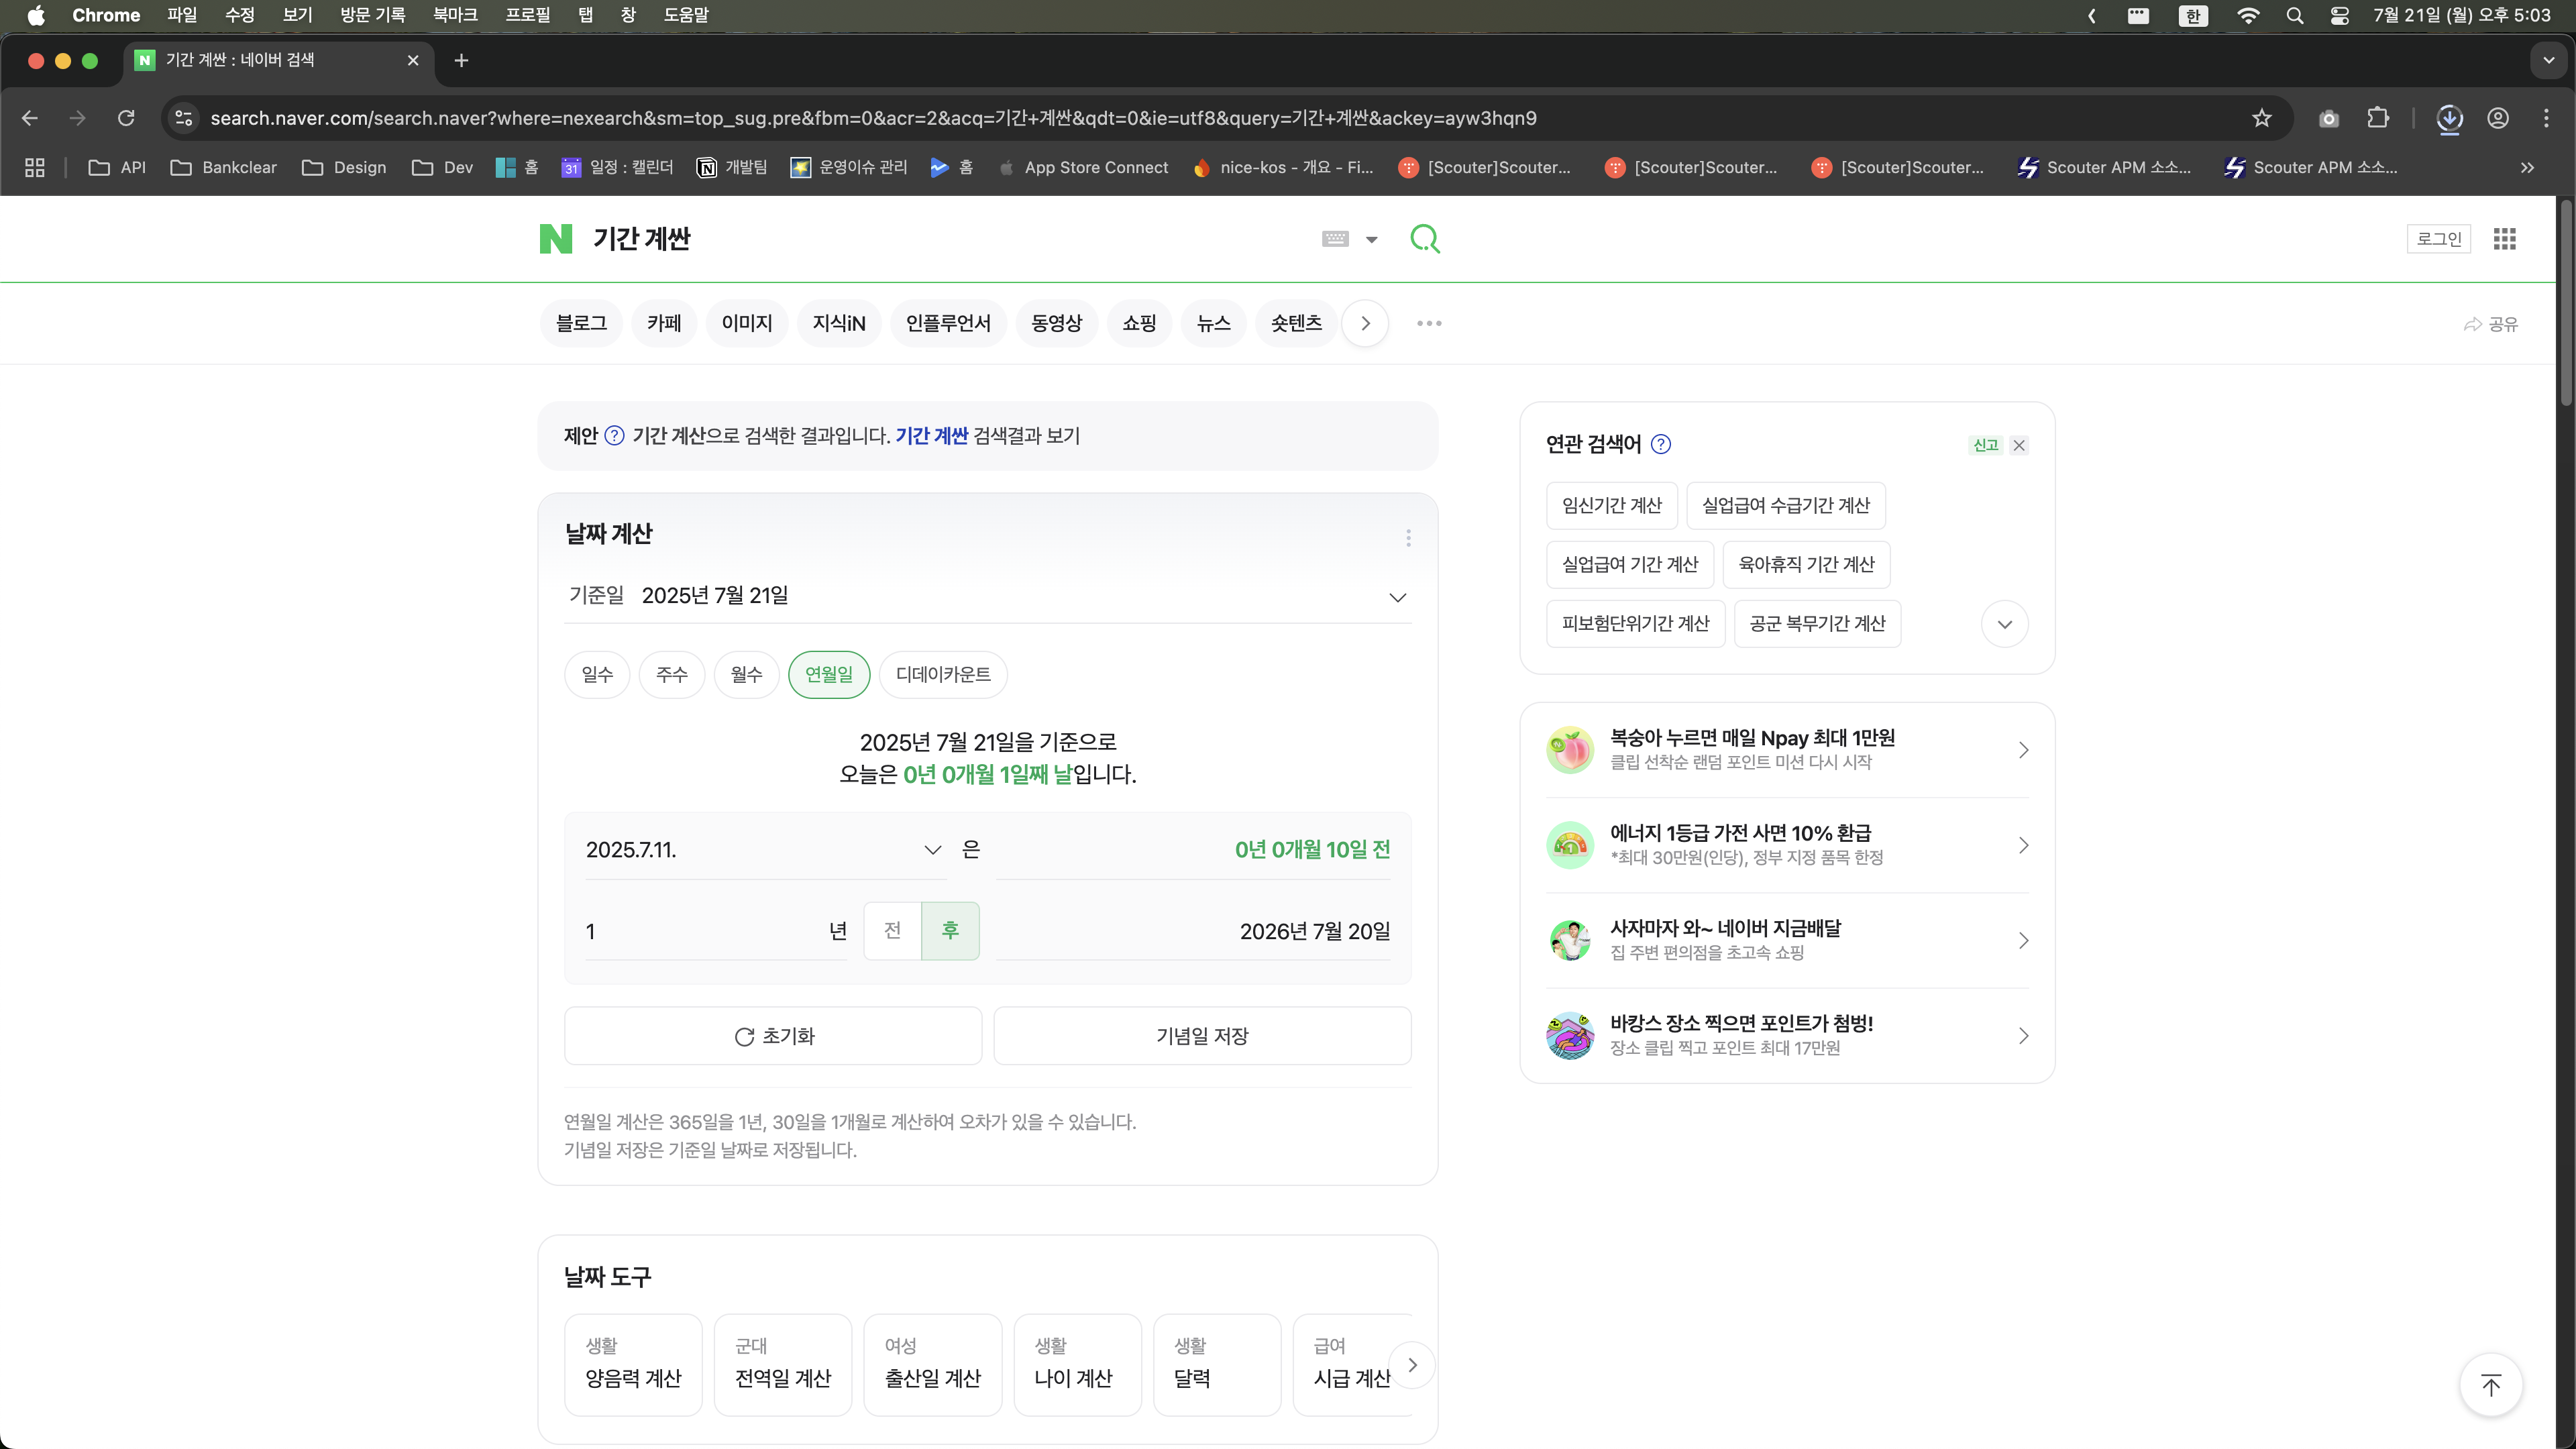 Chrome 파일 수정 보기 방문 기록 북마크 프로필 탭 창 도움말 한 7월 21일 (월) 오후 5:03
N 기간 계싼 : 네이버 검색
search.naver.com/search.naver?where=nexearch&sm=top_sug.pre&fbm=0&acr=2&acq=기간+계싼&qdt=0&ie=utf8&query=기간+계싼&ackey=ayw3hqn9
API Bankclear Design Dev 홈 31 일정 : 캘린더 개발팀 운영이슈 관리 홈 App Store Connect nice-kos - 개요 - Fi... [Scouter]Scouter... [Scouter]Scouter... [Scouter]Scouter... Scouter APM 소소... Scouter APM 소소...
N 기간 계싼 로그인
블로그 카페 이미지 지식iN 인플루언서 동영상 쇼핑 뉴스 숏텐츠 공유
제안 ? 기간 계산으로 검색한 결과입니다. 기간 계싼 검색결과 보기
날짜 계산
기준일 2025년 7월 21일
일수 주수 월수 연월일 디데이카운트
2025년 7월 21일을 기준으로
오늘은 0년 0개월 1일째 날입니다.
2025.7.11. 은 0년 0개월 10일 전
1 년 전 후 2026년 7월 20일
초기화 기념일 저장
연월일 계산은 365일을 1년, 30일을 1개월로 계산하여 오차가 있을 수 있습니다.
기념일 저장은 기준일 날짜로 저장됩니다.
날짜 도구
생활 군대 여성 생활 생활 급여
양음력 계산 전역일 계산 출산일 계산 나이 계산 달력 시급 계산
연관 검색어 ? 신고
임신기간 계산 실업급여 수급기간 계산
실업급여 기간 계산 육아휴직 기간 계산
피보험단위기간 계산 공군 복무기간 계산
복숭아 누르면 매일 Npay 최대 1만원
클립 선착순 랜덤 포인트 미션 다시 시작
에너지 1등급 가전 사면 10% 환급
*최대 30만원(인당), 정부 지정 품목 한정
사자마자 와~ 네이버 지금배달
집 주변 편의점을 초고속 쇼핑
바캉스 장소 찍으면 포인트가 첨벙!
장소 클립 찍고 포인트 최대 17만원